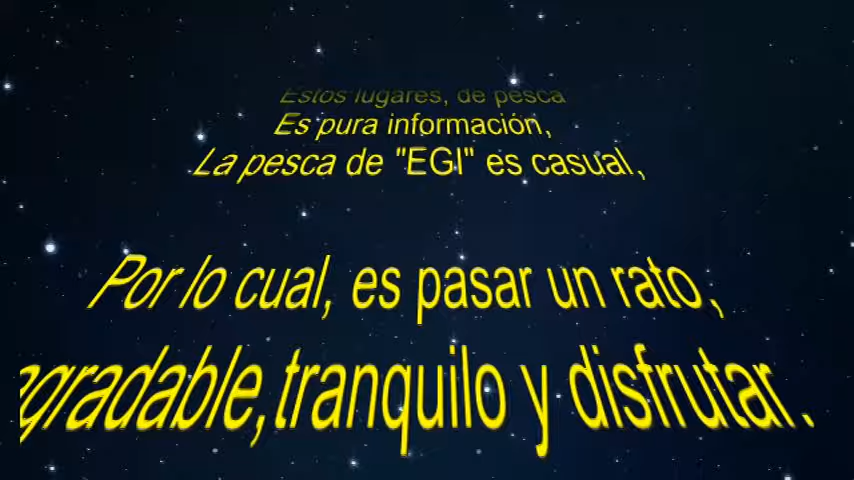 Estos lugares, de pesca
Es pura información,
La pesca de "EGI" es casual,
Por lo cual, es pasar un rato,
agradable,tranquilo y disfrutar.